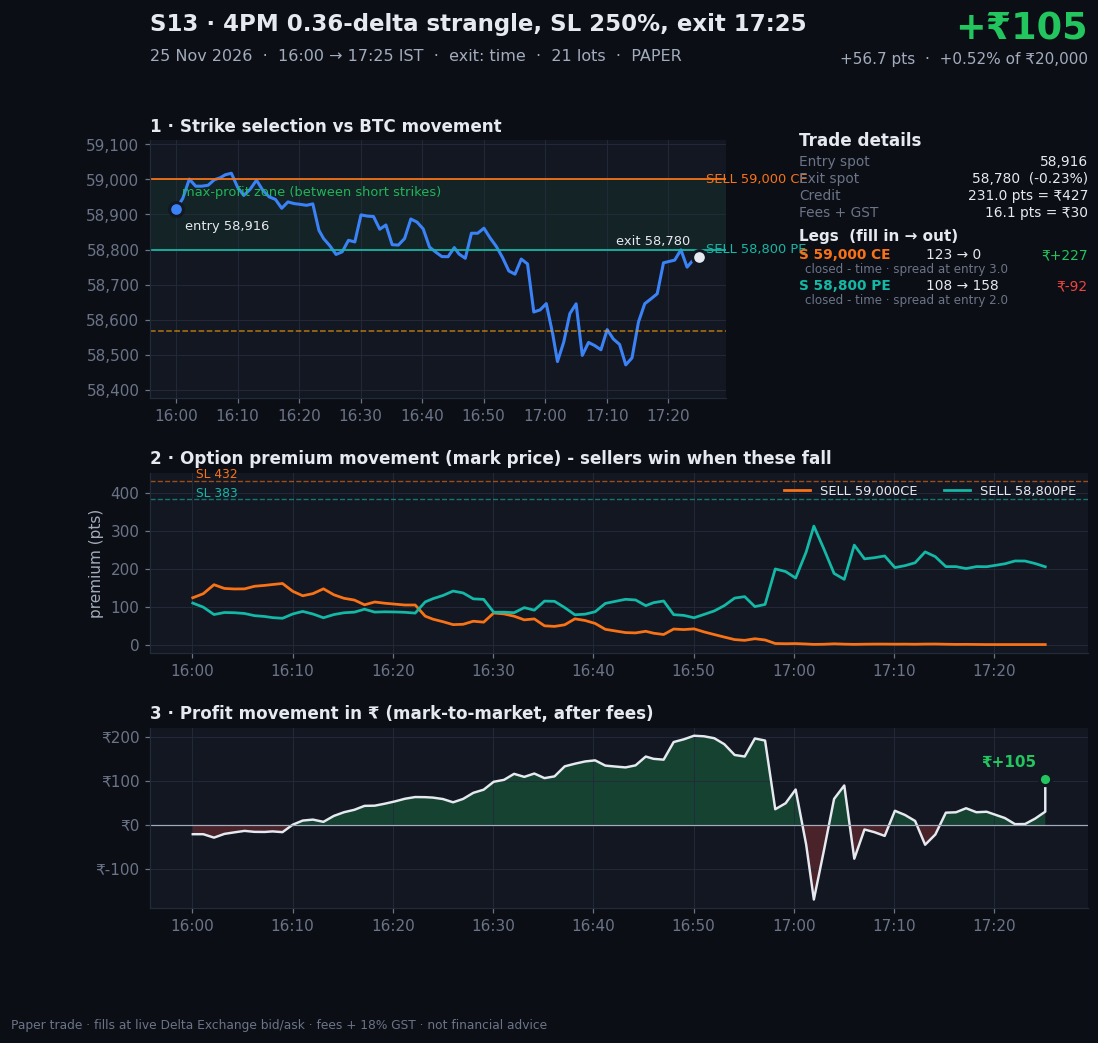 S13 · 4PM 0.36-delta strangle, SL 250%, exit 17:25
+₹105
25 Nov 2026 · 16:00 → 17:25 IST · exit: time · 21 lots · PAPER
+56.7 pts · +0.52% of ₹20,000
1 · Strike selection vs BTC movement
59,100
59,000
58,900
58,800
58,700
58,600
58,500
58,400
SELL 59,000 CE
max-profit zone (between short strikes)
entry 58,916
exit 58,780
SELL 58,800 PE
16:00 16:10 16:20 16:30 16:40 16:50 17:00 17:10 17:20
Trade details
Entry spot 58,916
Exit spot 58,780 (-0.23%)
Credit 231.0 pts = ₹427
Fees + GST 16.1 pts = ₹30
Legs (fill in → out)
S 59,000 CE 123 → 0 ₹+227
closed - time · spread at entry 3.0
S 58,800 PE 108 → 158 ₹-92
closed - time · spread at entry 2.0
2 · Option premium movement (mark price) - sellers win when these fall
premium (pts)
400
300
200
100
0
SL 432
SL 383
SELL 59,000CE SELL 58,800PE
16:00 16:10 16:20 16:30 16:40 16:50 17:00 17:10 17:20
3 · Profit movement in ₹ (mark-to-market, after fees)
₹200
₹100
₹0
₹-100
₹+105
16:00 16:10 16:20 16:30 16:40 16:50 17:00 17:10 17:20
Paper trade · fills at live Delta Exchange bid/ask · fees + 18% GST · not financial advice